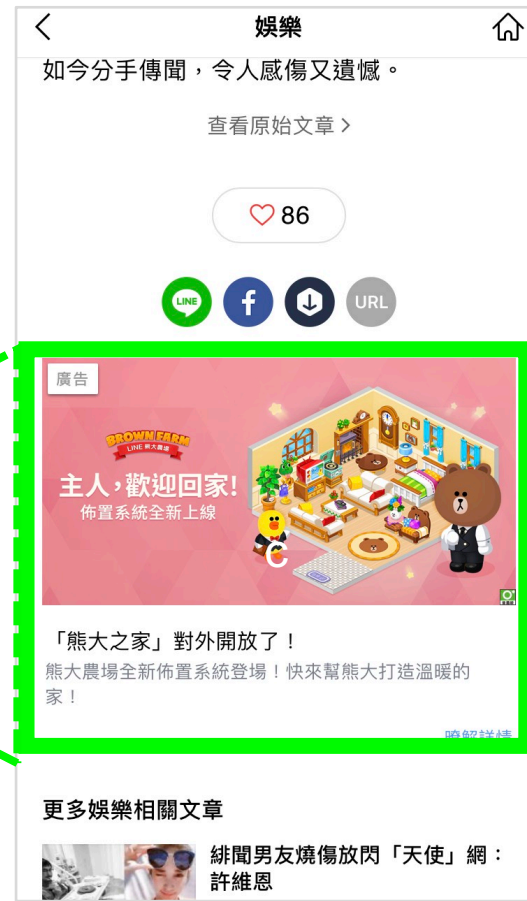 娛樂
如今分手傳聞，令人感傷又遺憾。
查看原始文章
86
LINE
f
URL
廣告
BROWN FARM
LINE 熊大農場
主人，歡迎回家！
佈置系統全新上線
C
「熊大之家」對外開放了！
熊大農場全新佈置系統登場！快來幫熊大打造溫暖的
家！
瞭解詳情
更多娛樂相關文章
緋聞男友燒傷放閃「天使」網：
許維恩